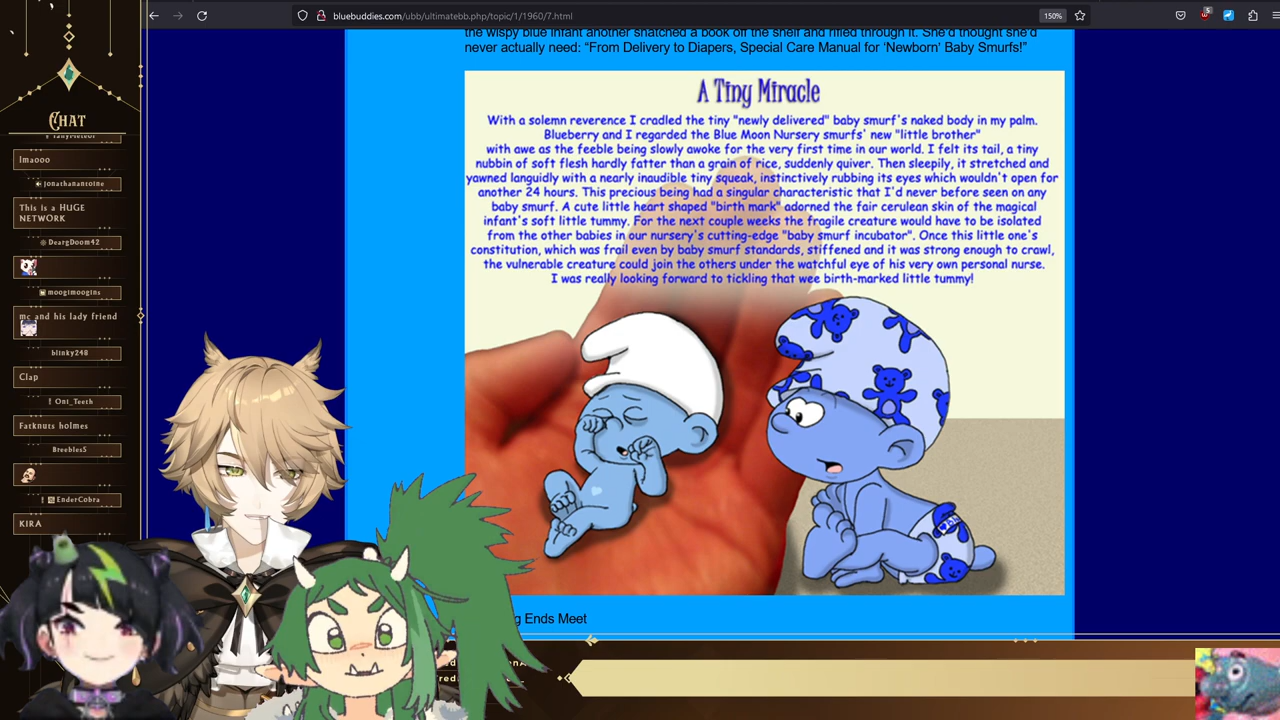 bluebuddies.com/ubb/ultimatebb.php/topic/1/1960/7.html
150%
5
CHAT
lmaooo
jonathanantoine
This is a HUGE
NETWORK
DeargDoom42
moogimoogins
mc and his lady friend
blinky248
Clap
Oni_Teeth
Fatknuts holmes
BreeblesS
EnderCobra
KIRA
the wispy blue infant another snatched a book off the shelf and rifled through it. She'd thought she'd
never actually need: “From Delivery to Diapers, Special Care Manual for ‘Newborn’ Baby Smurfs!”
A Tiny Miracle
With a solemn reverence I cradled the tiny "newly delivered" baby smurf's naked body in my palm.
Blueberry and I regarded the Blue Moon Nursery smurfs' new "little brother"
with awe as the feeble being slowly awoke for the very first time in our world. I felt its tail, a tiny
nubbin of soft flesh hardly fatter than a grain of rice, suddenly quiver. Then sleepily, it stretched and
yawned languidly with a nearly inaudible tiny squeak, instinctively rubbing its eyes which wouldn't open for
another 24 hours. This precious being had a singular characteristic that I'd never before seen on any
baby smurf. A cute little heart shaped "birth mark" adorned the fair cerulean skin of the magical
infant's soft little tummy. For the next couple weeks the fragile creature would have to be isolated
from the other babies in our nursery's cutting-edge "baby smurf incubator". Once this little one's
constitution, which was frail even by baby smurf standards, stiffened and it was strong enough to crawl,
the vulnerable creature could join the others under the watchful eye of his very own personal nurse.
I was really looking forward to tickling that wee birth-marked little tummy!
g Ends Meet